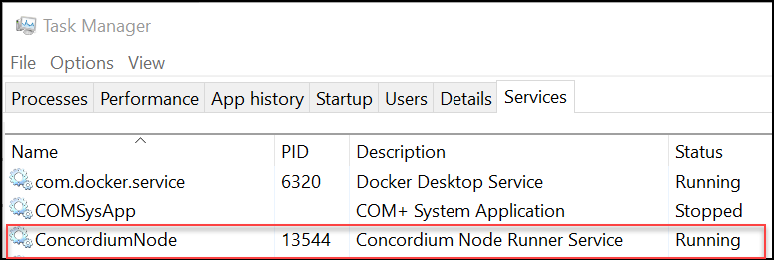 Task Manager
File Options View
Processes Performance App history Startup Users Details Services
Name PID Description Status
com.docker.service 6320 Docker Desktop Service Running
COMSysApp COM+ System Application Stopped
ConcordiumNode 13544 Concordium Node Runner Service Running